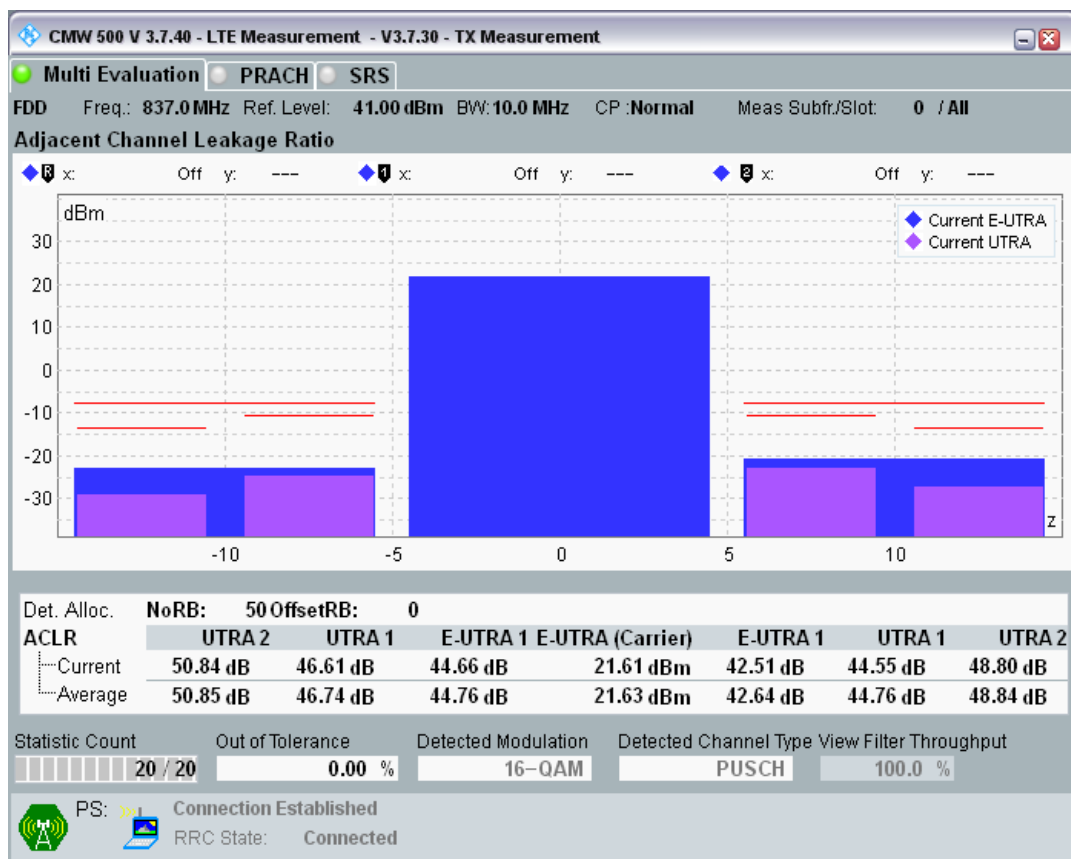 CMW 500 V 3.7.40 - LTE Measurement - V3.7.30 - TX Measurement
Multi Evaluation PRACH SRS
FDD Freq.: 837.0 MHz Ref. Level: 41.00 dBm BW: 10.0 MHz CP :Normal Meas Subfr./Slot: 0 / All
Adjacent Channel Leakage Ratio
R x: Off y: --- 1 x: Off y: --- 2 x: Off y: ---
dBm
Current E-UTRA
Current UTRA
30
20
10
0
-10
-20
-30
z
-10 -5 0 5 10
Det. Alloc. NoRB: 50 OffsetRB: 0
ACLR UTRA 2 UTRA 1 E-UTRA 1 E-UTRA (Carrier) E-UTRA 1 UTRA 1 UTRA 2
Current 50.84 dB 46.61 dB 44.66 dB 21.61 dBm 42.51 dB 44.55 dB 48.80 dB
Average 50.85 dB 46.74 dB 44.76 dB 21.63 dBm 42.64 dB 44.76 dB 48.84 dB
Statistic Count Out of Tolerance Detected Modulation Detected Channel Type View Filter Throughput
20 / 20 0.00 % 16-QAM PUSCH 100.0 %
PS: Connection Established
RRC State: Connected